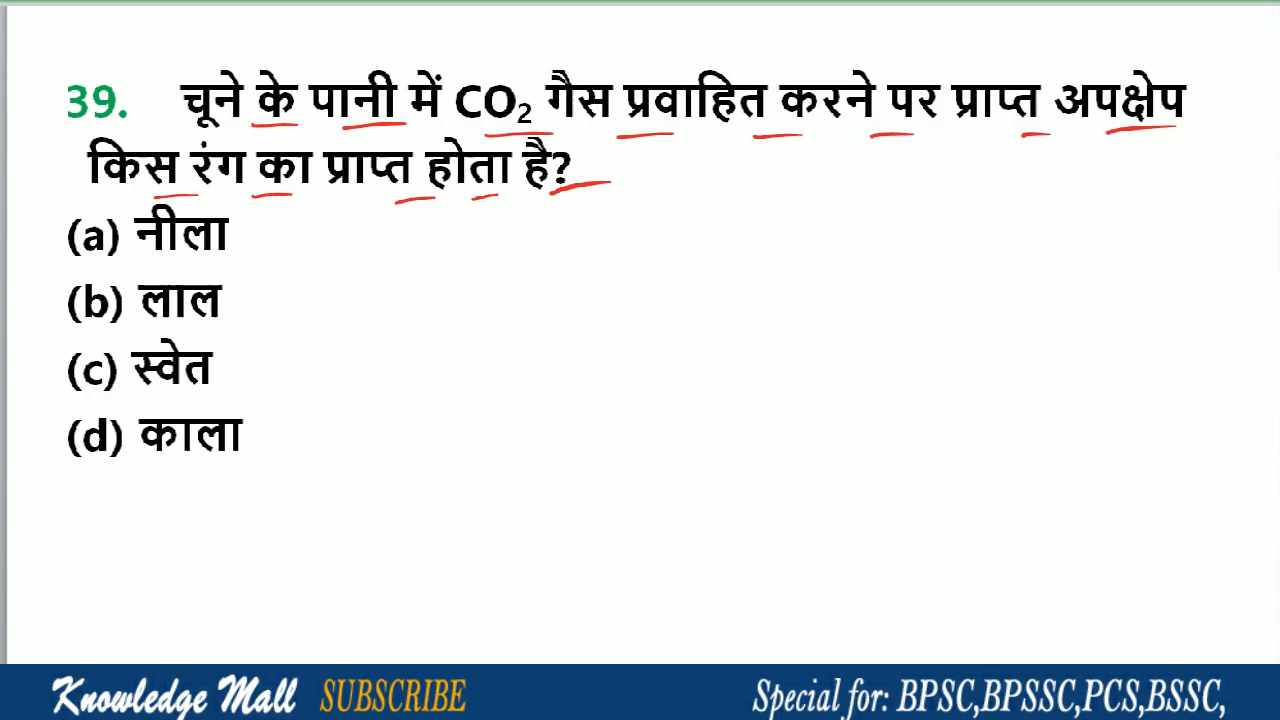 39. चूने के पानी में CO₂ गैस प्रवाहित करने पर प्राप्त अपक्षेप
किस रंग का प्राप्त होता है?
(a) नीला
(b) लाल
(c) स्वेत
(d) काला
Knowledge Mall SUBSCRIBE Special for: BPSC,BPSSC,PCS,BSSC,